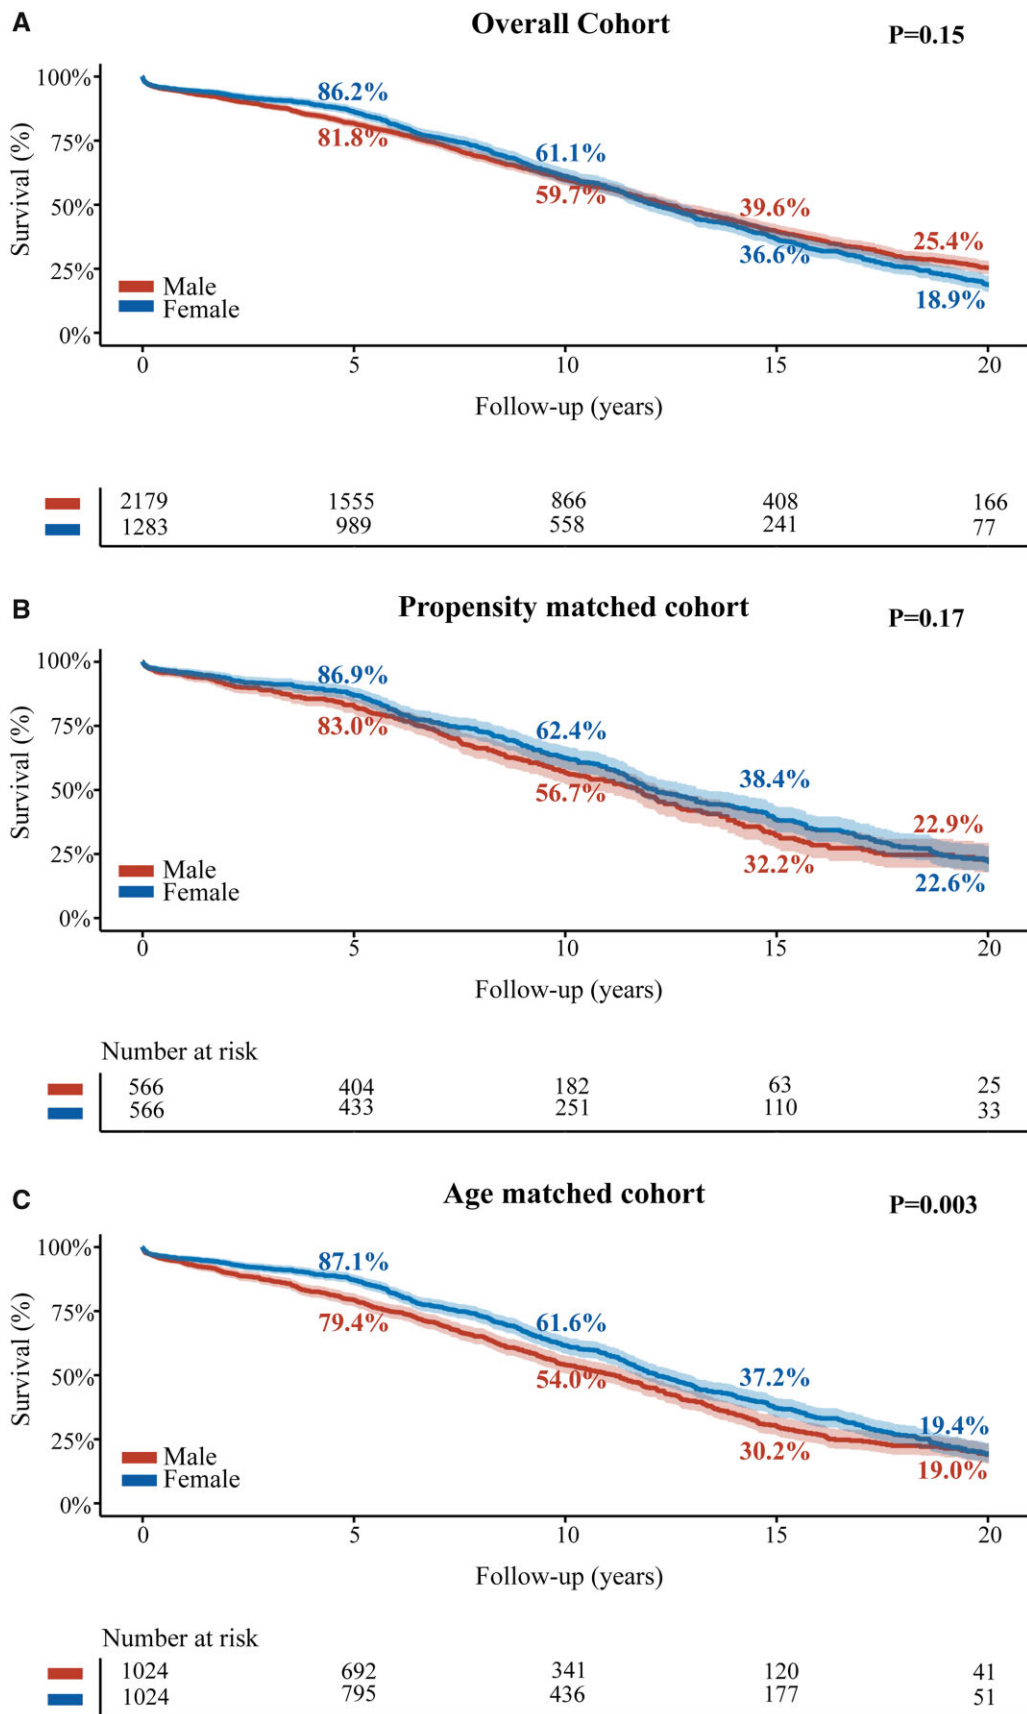 A Overall Cohort P=0.15
100%
86.2%
75%
81.8%
61.1%
59.7%
50%
39.6%
36.6%
25.4%
25%
18.9%
0%
Survival (%)
Male
Female
0 5 10 15 20
Follow-up (years)
2179 1555 866 408 166
1283 989 558 241 77
B Propensity matched cohort P=0.17
100%
86.9%
75%
83.0%
62.4%
56.7%
50%
38.4%
32.2%
22.9%
25%
22.6%
0%
Survival (%)
Male
Female
0 5 10 15 20
Follow-up (years)
Number at risk
566 404 182 63 25
566 433 251 110 33
C Age matched cohort P=0.003
100%
87.1%
75%
79.4%
61.6%
54.0%
50%
37.2%
30.2%
19.4%
25%
19.0%
0%
Survival (%)
Male
Female
0 5 10 15 20
Follow-up (years)
Number at risk
1024 692 341 120 41
1024 795 436 177 51